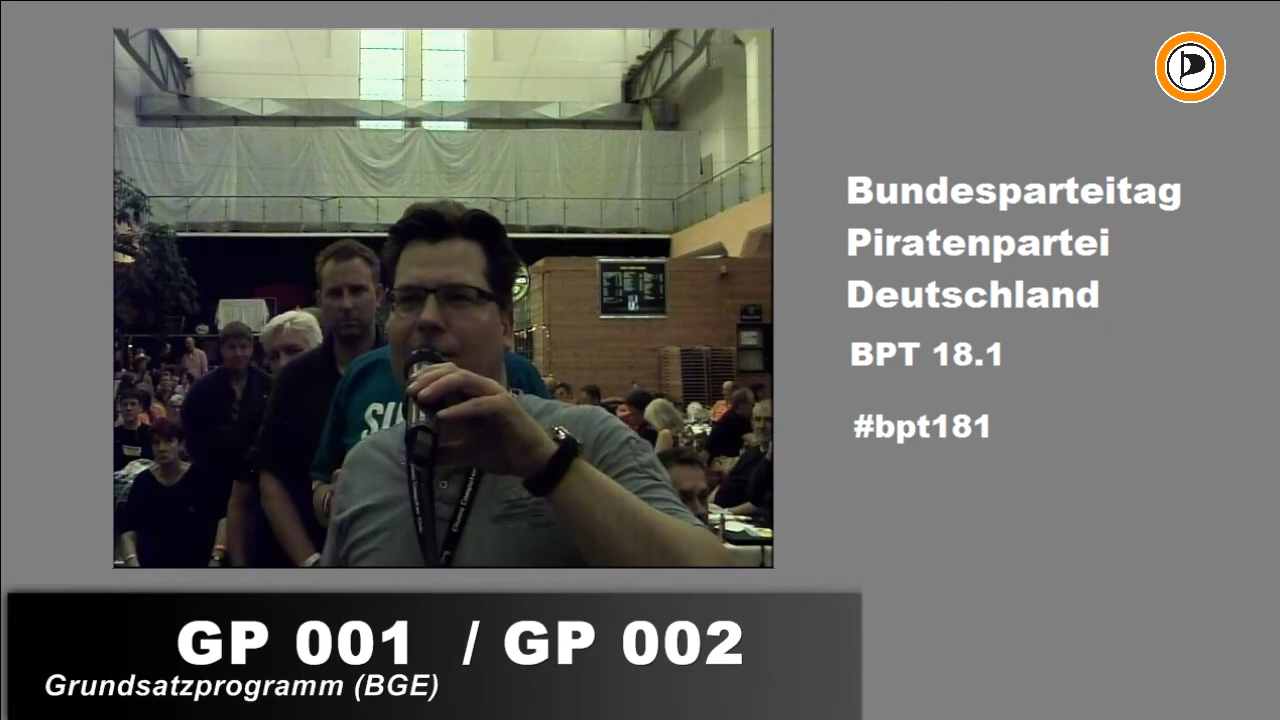 Bundesparteitag
Piratenpartei
Deutschland
BPT 18.1
#bpt181
GP 001 / GP 002
Grundsatzprogramm (BGE)